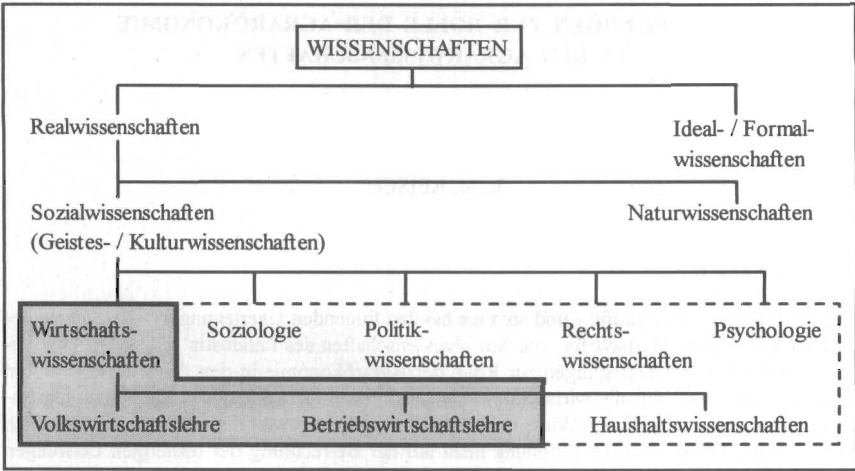 WISSENSCHAFTEN
Realwissenschaften
Ideal- / Formal-
wissenschaften
Sozialwissenschaften
(Geistes- / Kulturwissenschaften)
Naturwissenschaften
Wirtschafts-
wissenschaften
Soziologie
Politik-
wissenschaften
Rechts-
wissenschaften
Psychologie
Volkswirtschaftslehre
Betriebswirtschaftslehre
Haushaltswissenschaften